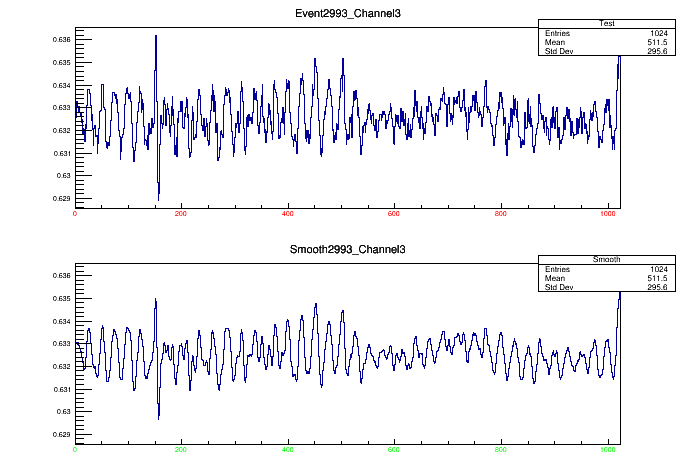 Event2993_Channel3
Test
Entries 1024
Mean 511.5
Std Dev 295.6
0.636
0.635
0.634
0.633
0.632
0.631
0.63
0.629
0 200 400 600 800 1000
Smooth2993_Channel3
Smooth
Entries 1024
Mean 511.5
Std Dev 295.6
0.636
0.635
0.634
0.633
0.632
0.631
0.63
0.629
0 200 400 600 800 1000